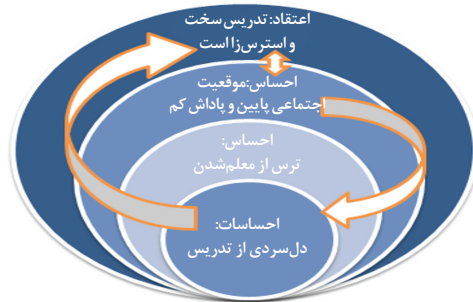 اعتقاد: تدریس سخت
و استرس‌زا است
احساس:موقعیت
اجتماعی پایین و پاداش کم
احساس:
ترس از معلم‌شدن
احساسات:
دل‌سردی از تدریس